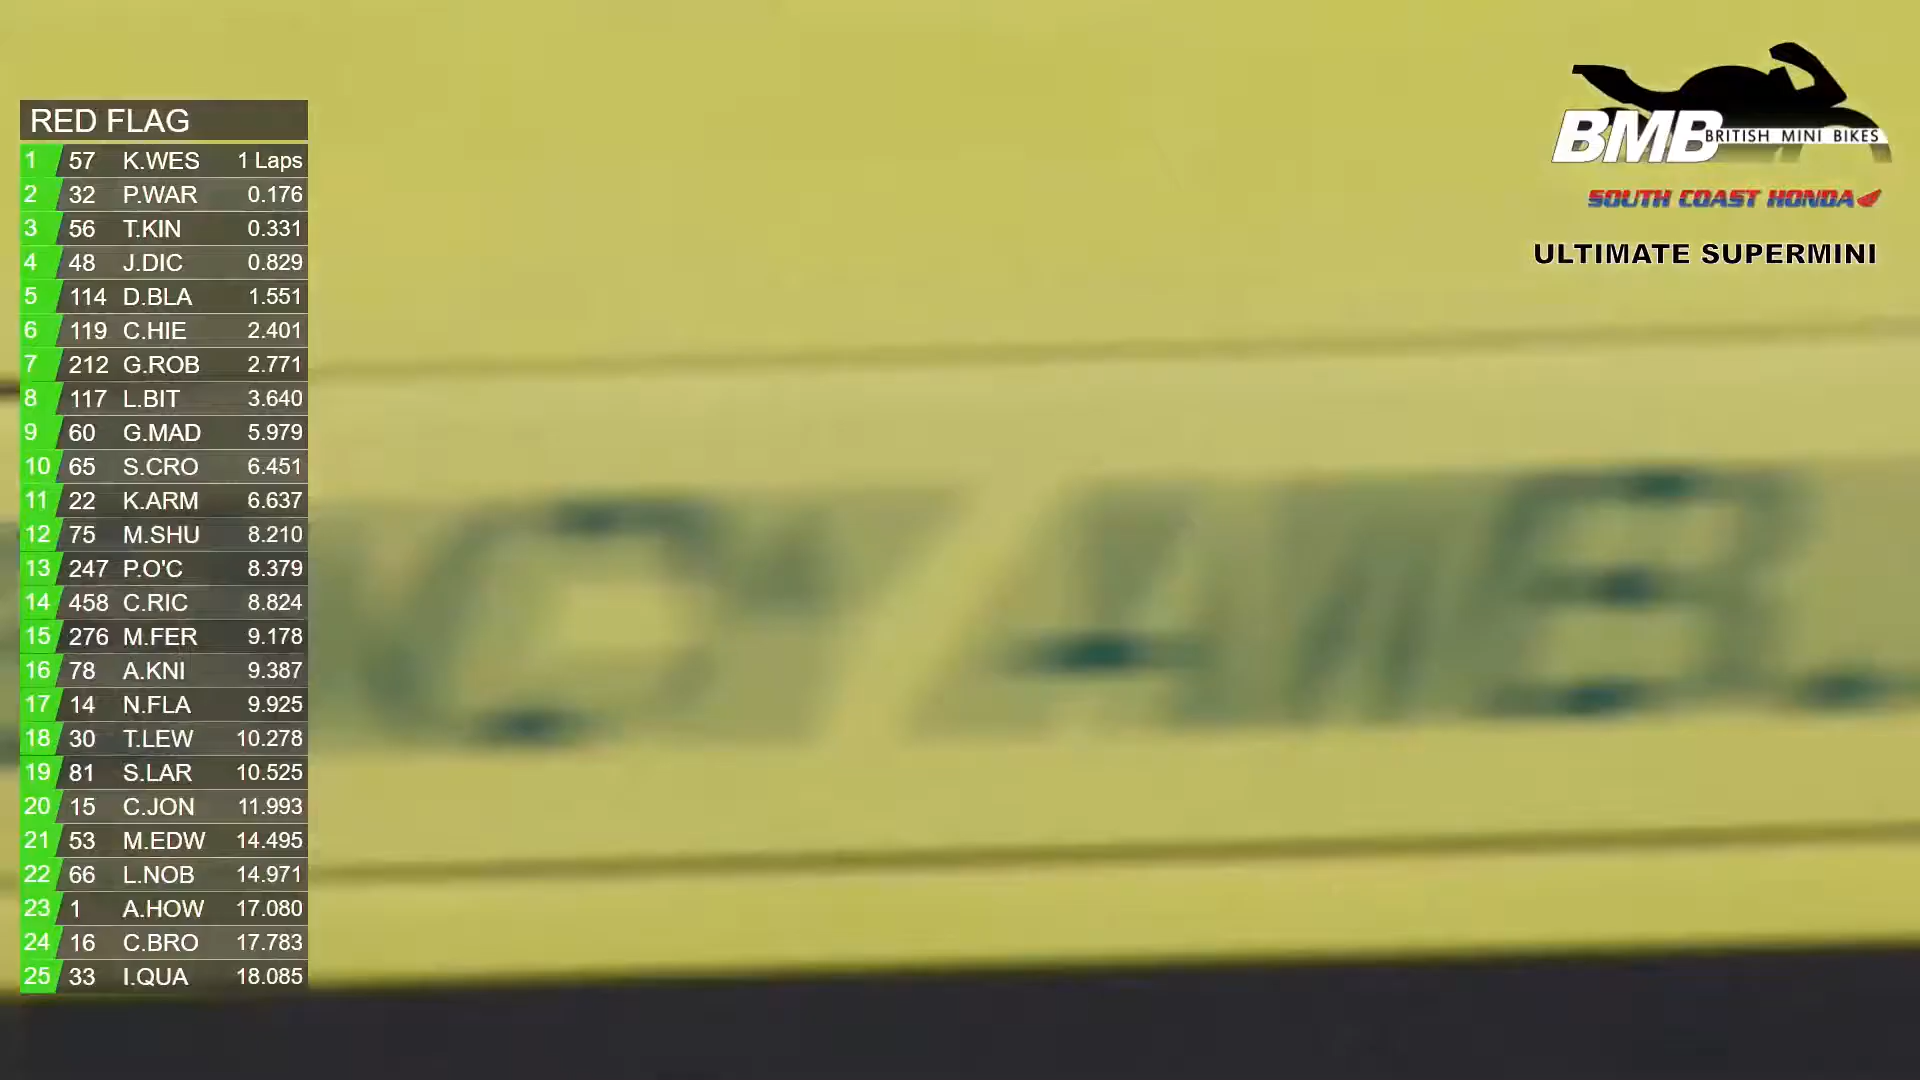 RED FLAG
1 57 K.WES 1 Laps
2 32 P.WAR 0.176
3 56 T.KIN 0.331
4 48 J.DIC 0.829
5 114 D.BLA 1.551
6 119 C.HIE 2.401
7 212 G.ROB 2.771
8 117 L.BIT 3.640
9 60 G.MAD 5.979
10 65 S.CRO 6.451
11 22 K.ARM 6.637
12 75 M.SHU 8.210
13 247 P.O'C 8.379
14 458 C.RIC 8.824
15 276 M.FER 9.178
16 78 A.KNI 9.387
17 14 N.FLA 9.925
18 30 T.LEW 10.278
19 81 S.LAR 10.525
20 15 C.JON 11.993
21 53 M.EDW 14.495
22 66 L.NOB 14.971
23 1 A.HOW 17.080
24 16 C.BRO 17.783
25 33 I.QUA 18.085
BMB BRITISH MINI BIKES
SOUTH COAST HONDA
ULTIMATE SUPERMINI